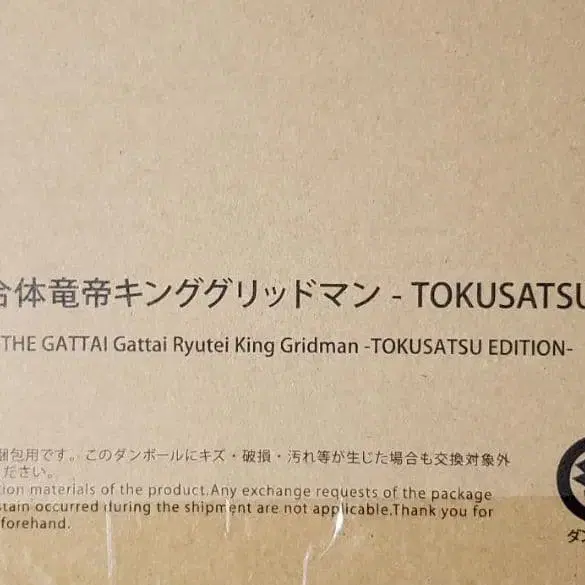 合体竜帝キンググリッドマン - TOKUSATSU
THE GATTAI Gattai Ryutei King Gridman -TOKUSATSU EDITION-
梱包用です。このダンボールにキズ・破損・汚れ等が生じた場合も交換対象外
ださい。
tion materials of the product.Any exchange requests of the package
stain occurred during the shipment are not applicable.Thank you for
eforehand.
ダン